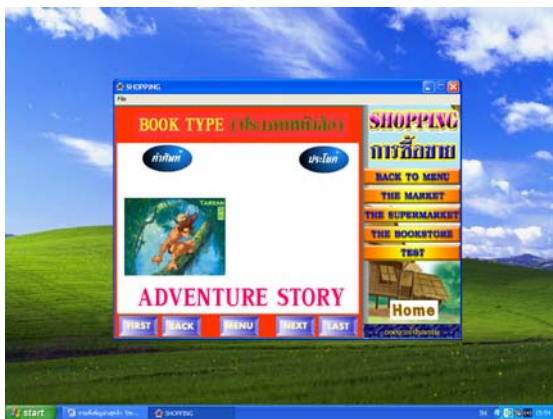 SHOPPING
File
BOOK TYPE (ประเภทหนังสือ)
คำศัพท์
ประโยค
TARZAN
ADVENTURE STORY
FIRST
BACK
MENU
NEXT
LAST
SHOPPING
การซื้อขาย
BACK TO MENU
THE MARKET
THE SUPERMARKET
THE BOOKSTORE
TEST
Home
start
SHOPPING
TH